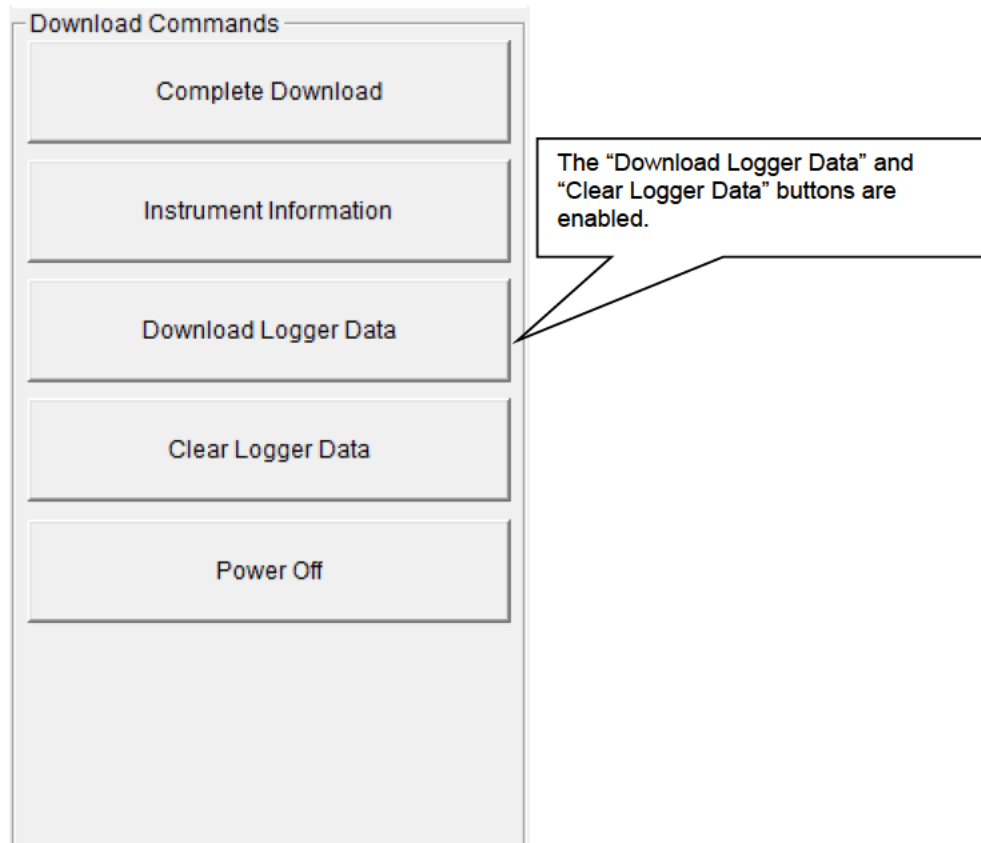 Download Commands
Complete Download
Instrument Information
Download Logger Data
Clear Logger Data
Power Off
The “Download Logger Data” and
“Clear Logger Data” buttons are
enabled.